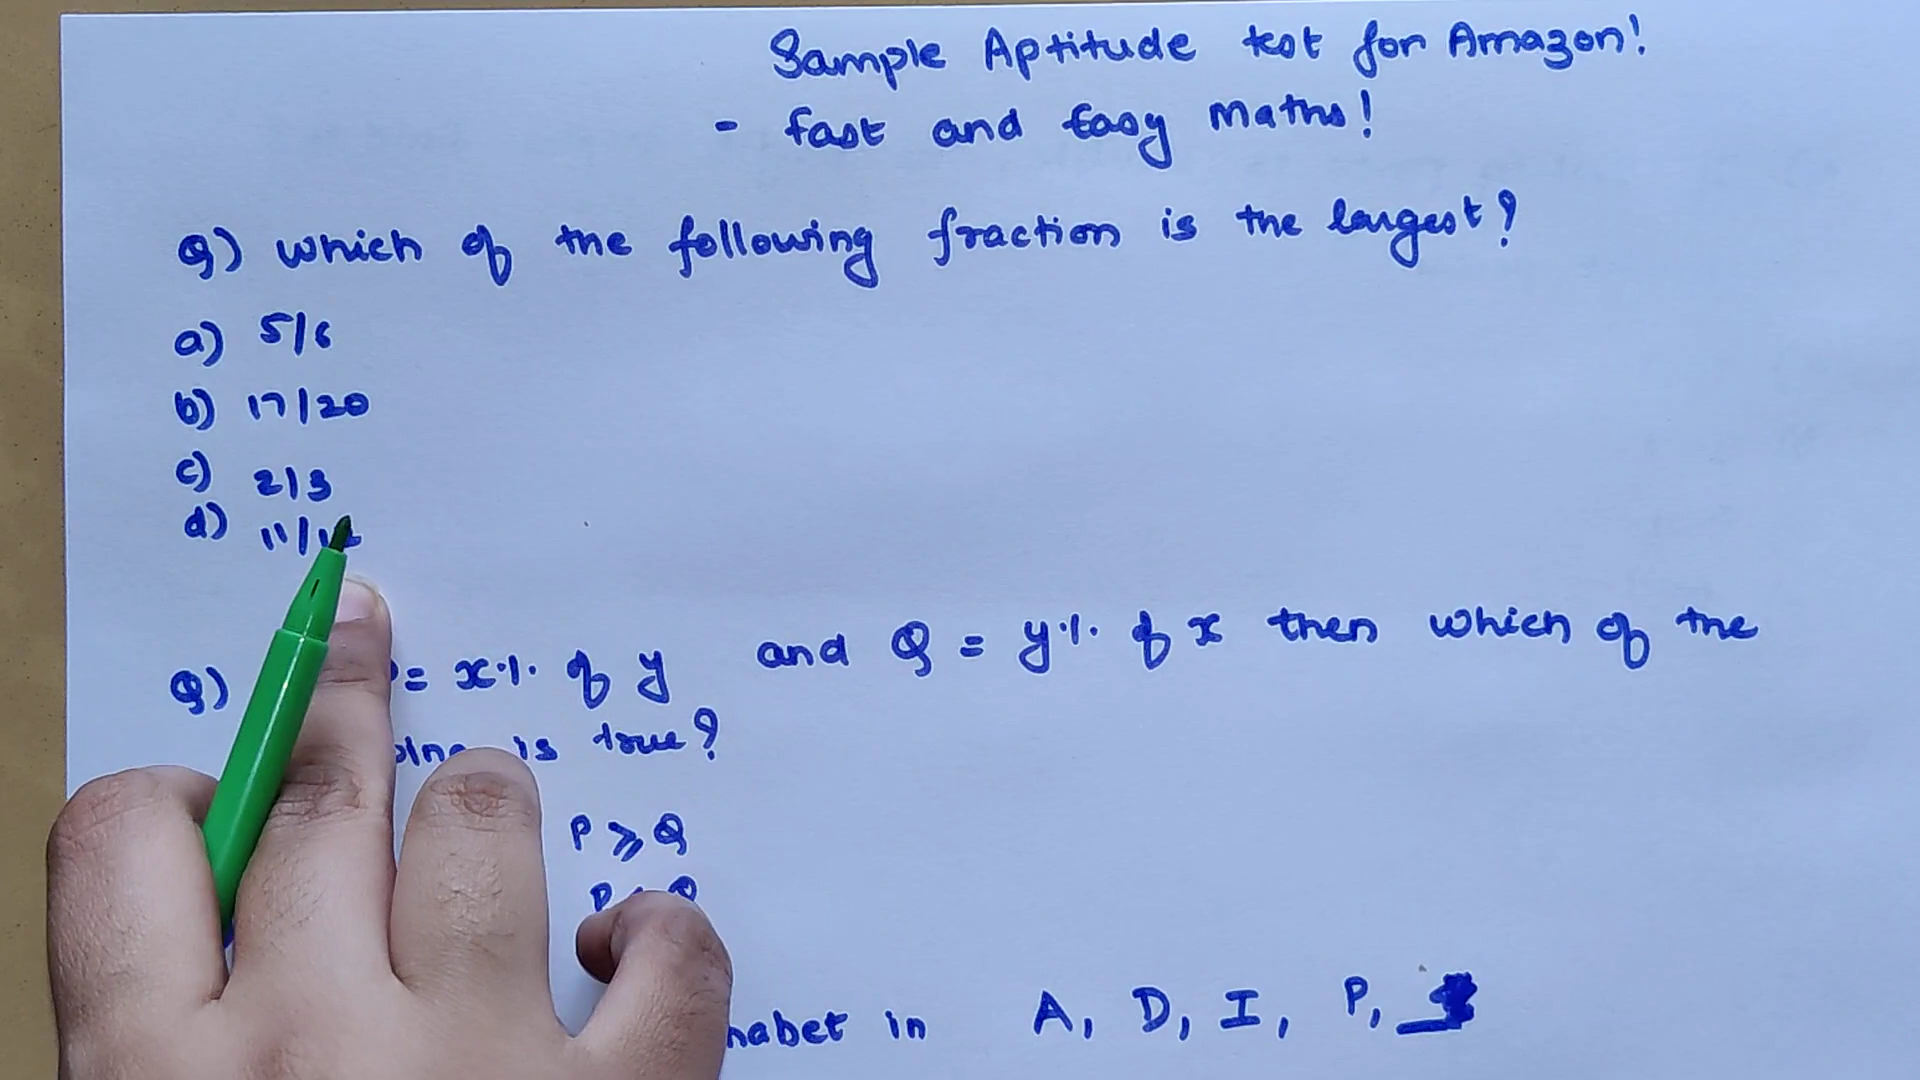 Sample Aptitude test for Amazon!
- fast and Easy Maths!
Q) which of the following fraction is the largest?
a) 5/6
b) 17/20
c) 2/3
d) 11/12
Q) = x% of y and Q = y% of x then which of the
is true?
P ⩾ Q
in A, D, I, P,